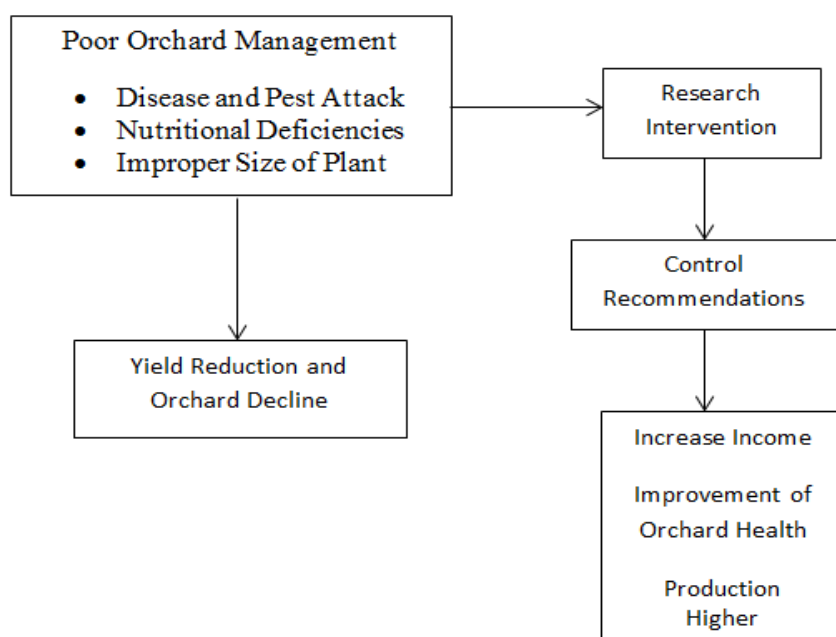 Poor Orchard Management
• Disease and Pest Attack
• Nutritional Deficiencies
• Improper Size of Plant
Research
Intervention
Control
Recommendations
Yield Reduction and
Orchard Decline
Increase Income
Improvement of
Orchard Health
Production
Higher